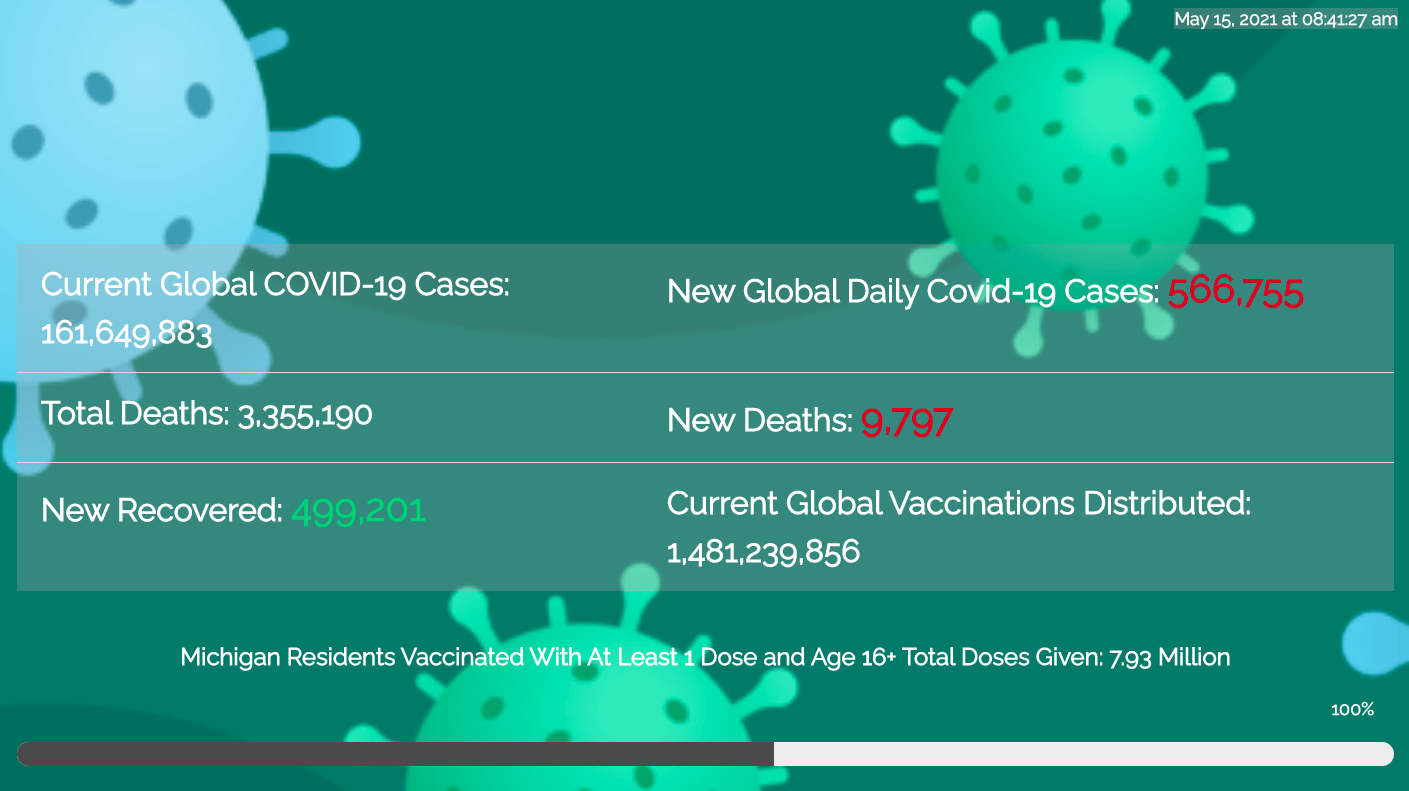 May 15, 2021 at 08:41:27 am
Current Global COVID-19 Cases:
161,649,883
New Global Daily Covid-19 Cases: 566,755
Total Deaths: 3,355,190
New Deaths: 9,797
New Recovered: 499,201
Current Global Vaccinations Distributed:
1,481,239,856
Michigan Residents Vaccinated With At Least 1 Dose and Age 16+ Total Doses Given: 7.93 Million
100%